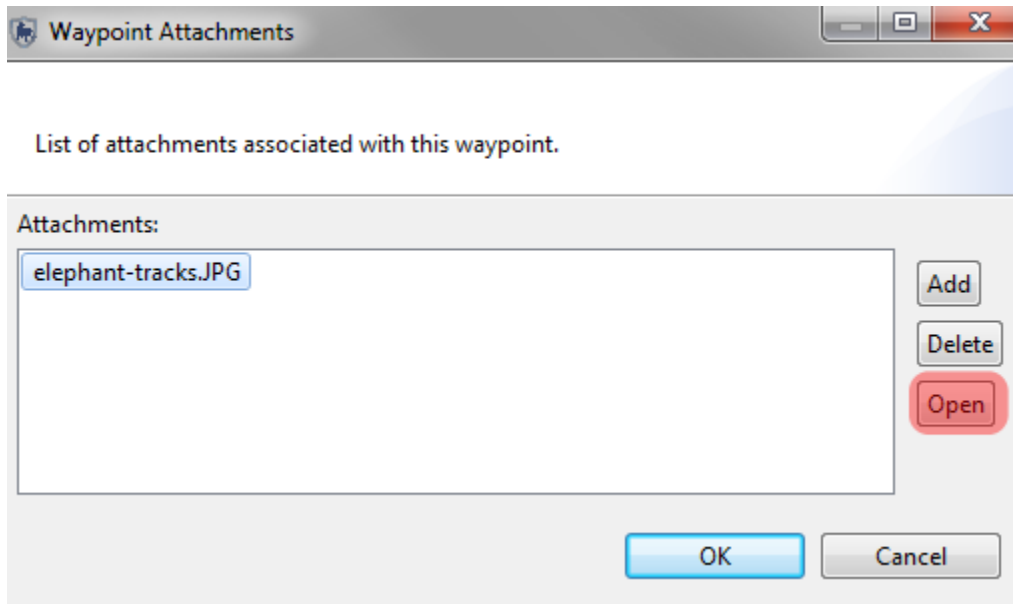 Waypoint Attachments
List of attachments associated with this waypoint.
Attachments:
elephant-tracks.JPG
Add
Delete
Open
OK
Cancel